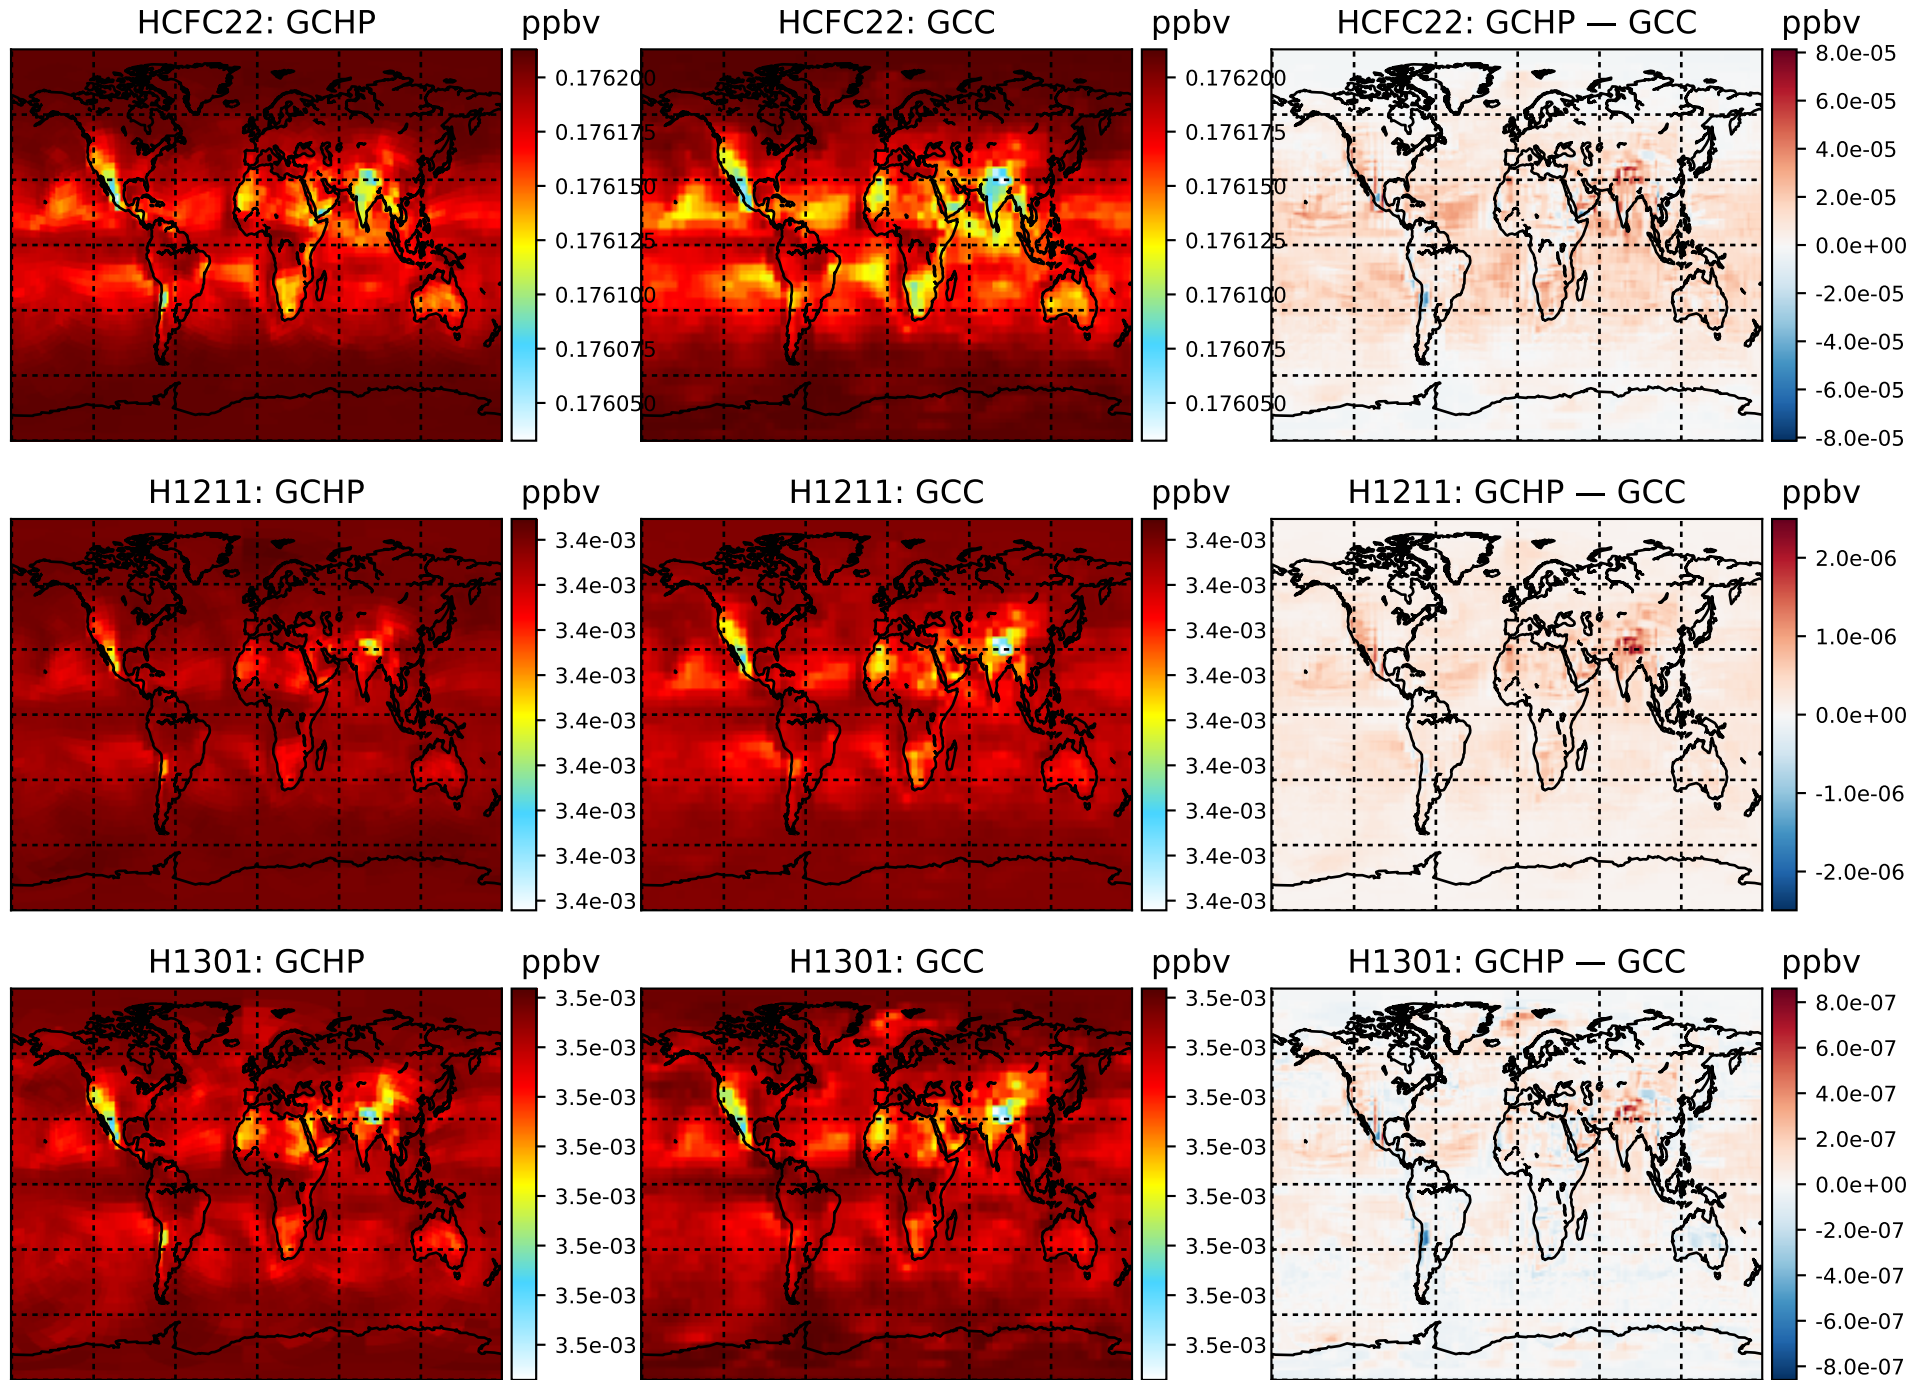 HCFC22: GCHP ppbv HCFC22: GCC ppbv HCFC22: GCHP — GCC ppbv
0.176200 0.176200 8.0e-05
0.176175 0.176175 6.0e-05
0.176150 0.176150 4.0e-05
0.176125 0.176125 2.0e-05
0.176100 0.176100 0.0e+00
0.176075 0.176075 -2.0e-05
0.176050 0.176050 -4.0e-05
-6.0e-05
-8.0e-05
H1211: GCHP ppbv H1211: GCC ppbv H1211: GCHP — GCC ppbv
3.4e-03 3.4e-03 2.0e-06
3.4e-03 3.4e-03 1.0e-06
3.4e-03 3.4e-03 0.0e+00
3.4e-03 3.4e-03 -1.0e-06
3.4e-03 3.4e-03 -2.0e-06
3.4e-03 3.4e-03
3.4e-03 3.4e-03
3.4e-03 3.4e-03
3.4e-03 3.4e-03
H1301: GCHP ppbv H1301: GCC ppbv H1301: GCHP — GCC ppbv
3.5e-03 3.5e-03 8.0e-07
3.5e-03 3.5e-03 6.0e-07
3.5e-03 3.5e-03 4.0e-07
3.5e-03 3.5e-03 2.0e-07
3.5e-03 3.5e-03 0.0e+00
3.5e-03 3.5e-03 -2.0e-07
3.5e-03 3.5e-03 -4.0e-07
3.5e-03 3.5e-03 -6.0e-07
-8.0e-07